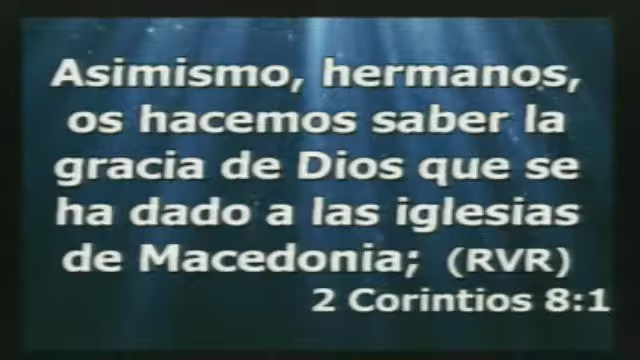 Asimismo, hermanos,
os hacemos saber la
gracia de Dios que se
ha dado a las iglesias
de Macedonia; (RVR)
2 Corintios 8:1